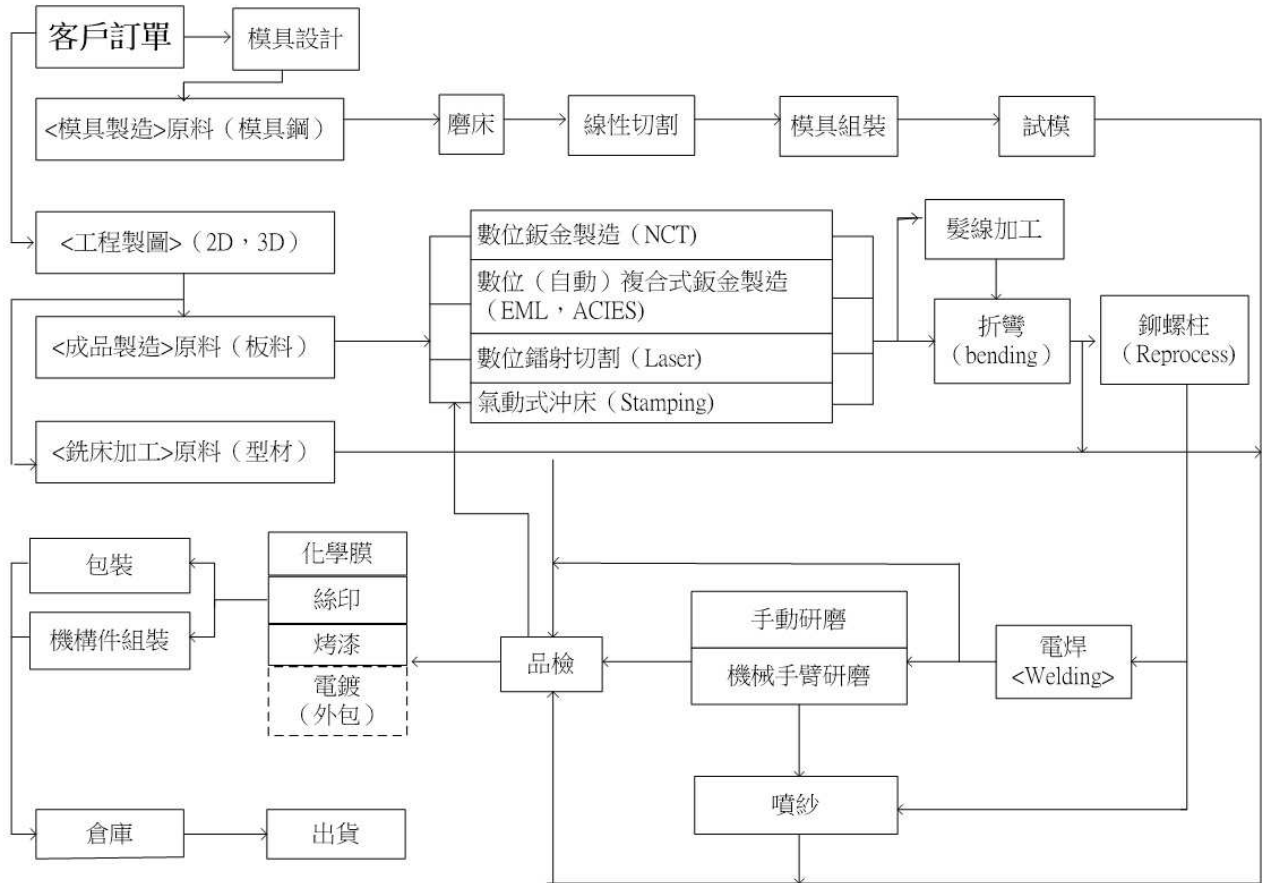 客戶訂單
模具設計
<模具製造>原料（模具鋼）
磨床
線性切割
模具組裝
試模
<工程製圖>（2D，3D）
數位鈑金製造（NCT）
數位（自動）複合式鈑金製造
（EML，ACIES）
數位鐳射切割（Laser）
氣動式沖床（Stamping)
髮線加工
<成品製造>原料（板料）
折彎
（bending）
鉚螺柱
（Reprocess）
<銑床加工>原料（型材）
包裝
機構件組裝
化學膜
絲印
烤漆
電鍍
（外包）
品檢
手動研磨
機械手臂研磨
電焊
<Welding>
噴紗
倉庫
出貨